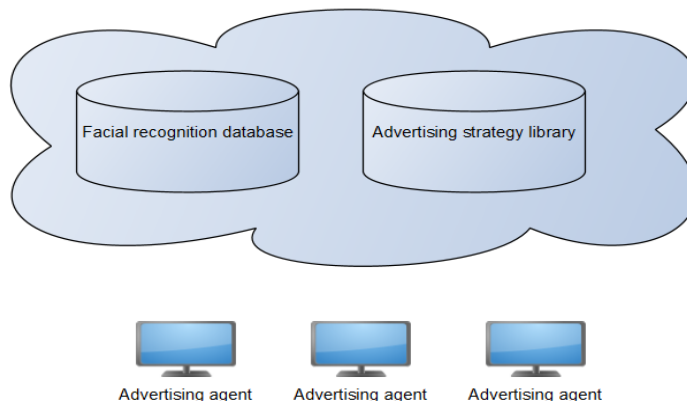 Facial recognition database
Advertising strategy library
Advertising agent
Advertising agent
Advertising agent